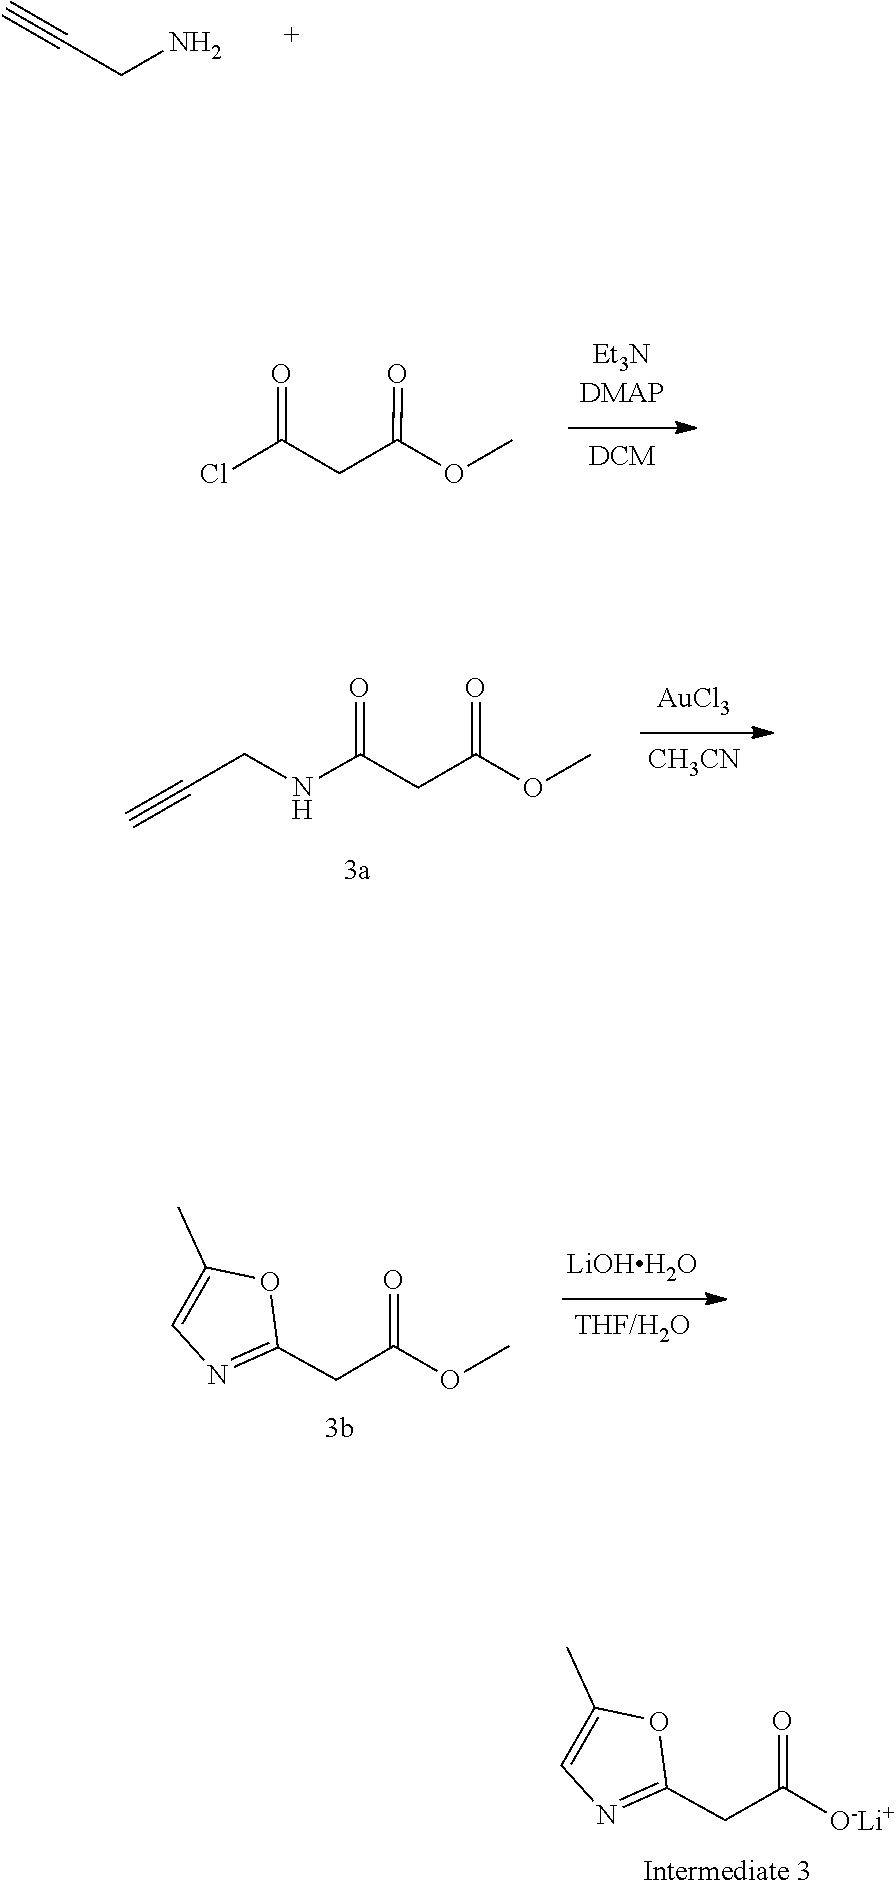 NH2 +
O O
Cl O
Et3N
DMAP
DCM
O O
N
H
O
3a
AuCl3
CH3CN
O
N
O
O
3b
LiOH•H2O
THF/H2O
O
N
O
O-Li+
Intermediate 3